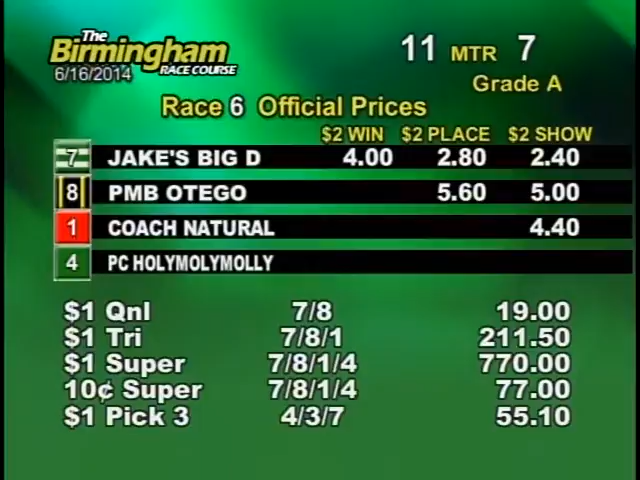 The
Birmingham
RACE COURSE
6/16/2014
11 MTR 7
Grade A
Race 6 Official Prices
$2 WIN $2 PLACE $2 SHOW
7 JAKE'S BIG D 4.00 2.80 2.40
8 PMB OTEGO 5.60 5.00
1 COACH NATURAL 4.40
4 PC HOLYMOLYMOLLY
$1 Qnl 7/8 19.00
$1 Tri 7/8/1 211.50
$1 Super 7/8/1/4 770.00
10¢ Super 7/8/1/4 77.00
$1 Pick 3 4/3/7 55.10